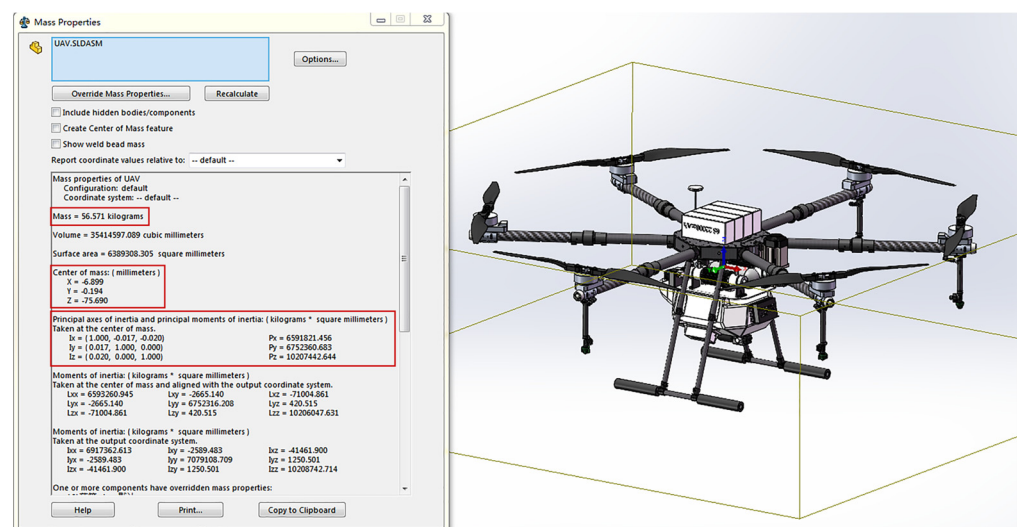 Mass Properties
UAV.SLDASM
Options...
Override Mass Properties...
Recalculate
Include hidden bodies/components
Create Center of Mass feature
Show weld bead mass
Report coordinate values relative to: -- default --
Mass properties of UAV
Configuration: default
Coordinate system: -- default --
Mass = 56.571 kilograms
Volume = 35414597.089 cubic millimeters
Surface area = 6389308.305 square millimeters
Center of mass: ( millimeters )
X = -6.899
Y = -0.194
Z = -75.690
Principal axes of inertia and principal moments of inertia: ( kilograms * square millimeters )
Taken at the center of mass.
Ix = ( 1.000, -0.017, -0.020) Px = 6591821.456
Iy = ( 0.017, 1.000, 0.000) Py = 6752360.683
Iz = ( 0.020, 0.000, 1.000) Pz = 10207442.644
Moments of inertia: ( kilograms * square millimeters )
Taken at the center of mass and aligned with the output coordinate system.
Lxx = 6593260.945 Lxy = -2665.140 Lxz = -71004.861
Lyx = -2665.140 Lyy = 6752316.208 Lyz = 420.515
Lzx = -71004.861 Lzy = 420.515 Lzz = 10206047.631
Moments of inertia: ( kilograms * square millimeters )
Taken at the output coordinate system.
Ixx = 6917362.613 Ixy = -2589.483 Ixz = -41461.900
Iyx = -2589.483 Iyy = 7079108.709 Iyz = 1250.501
Izx = -41461.900 Izy = 1250.501 Izz = 10208742.714
One or more components have overridden mass properties:
Help
Print...
Copy to Clipboard